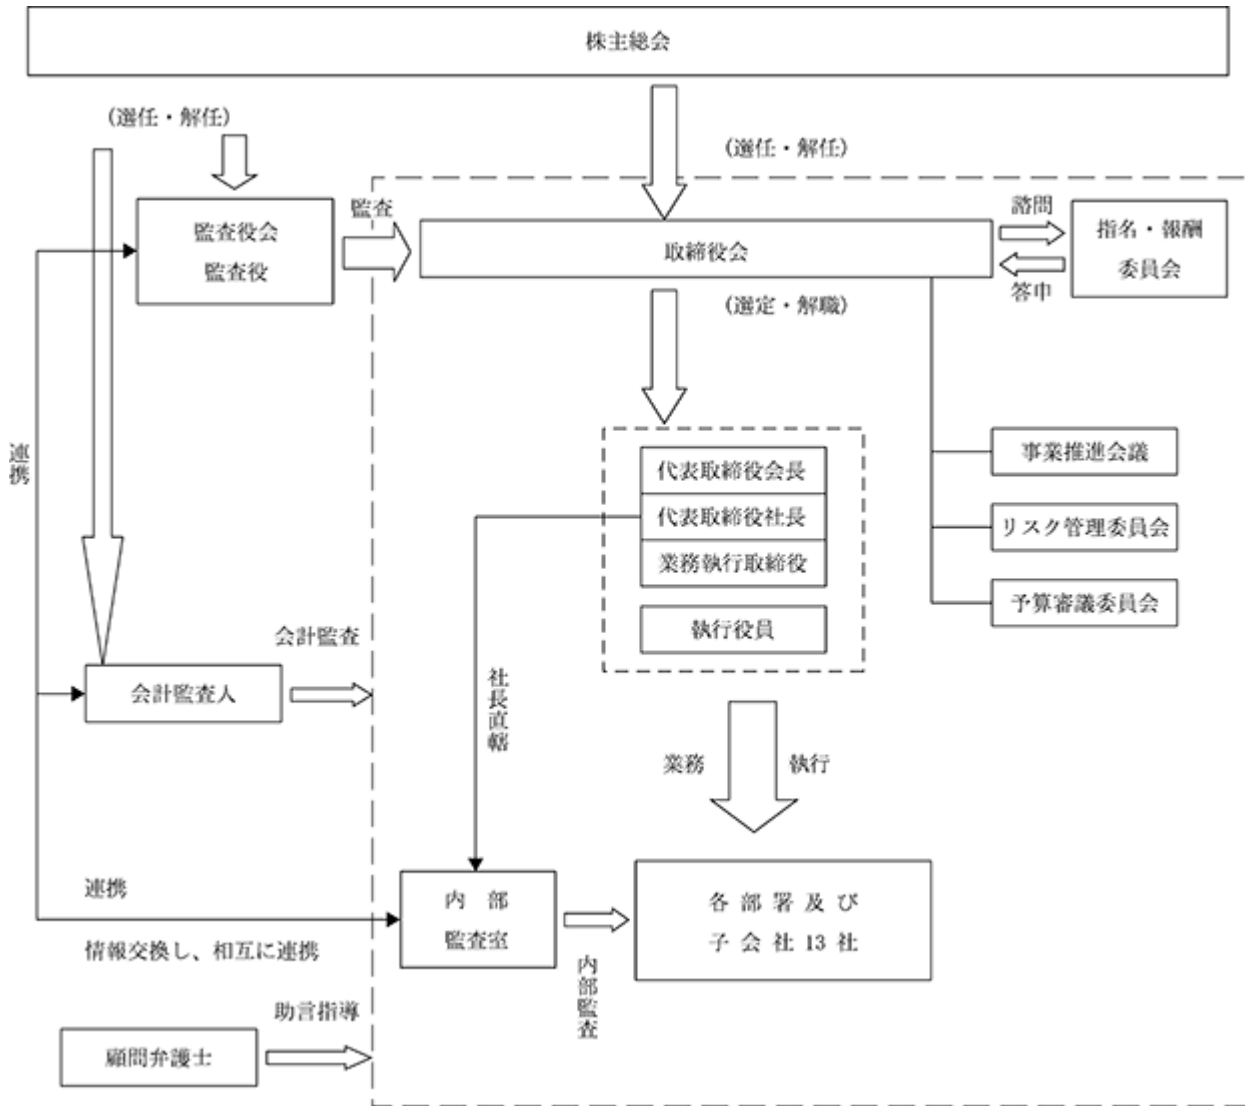 株主総会
(選任・解任)
(選任・解任)
監査役会
監査役
監査
取締役会
諮問
答申
指名・報酬
委員会
(選定・解職)
連携
代表取締役会長
代表取締役社長
業務執行取締役
執行役員
事業推進会議
リスク管理委員会
予算審議委員会
会計監査
会計監査人
社長直轄
業務
執行
連携
情報交換し、相互に連携
内 部
監査室
内部監査
各 部 署 及 び
子 会 社 13 社
助言指導
顧問弁護士